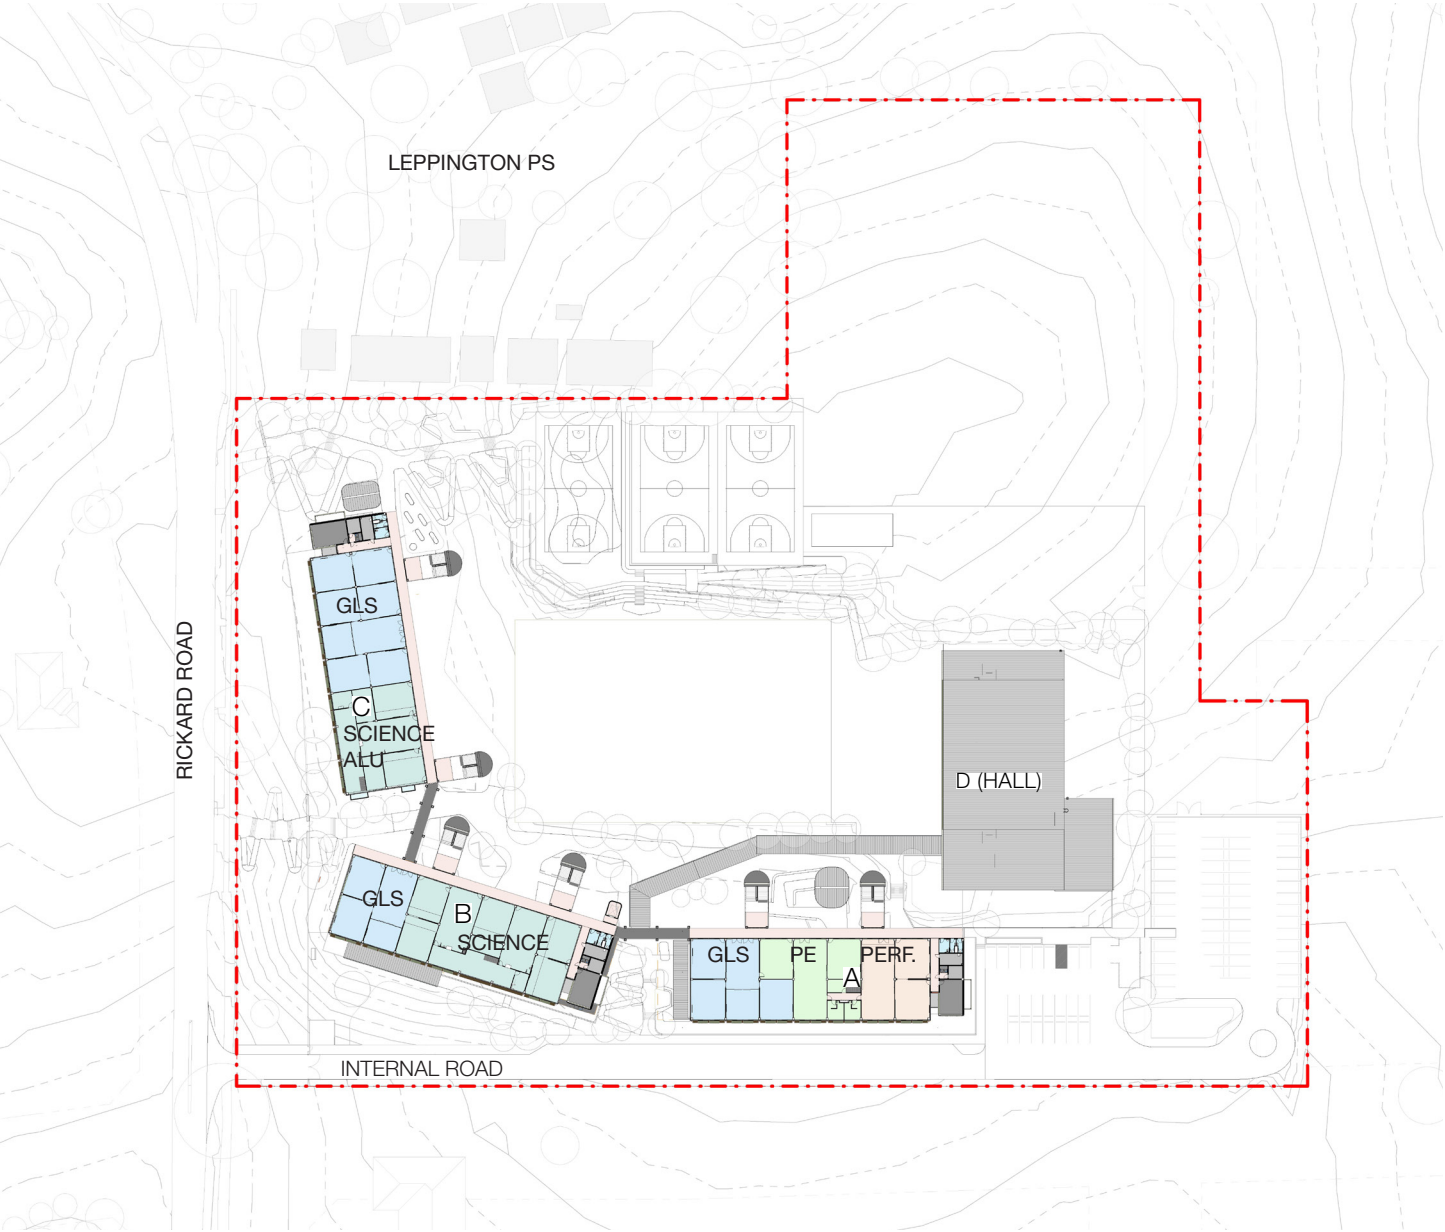 LEPPINGTON PS
RICKARD ROAD
GLS
C
SCIENCE
ALU
D (HALL)
GLS
B
SCIENCE
GLS
PE
PERF.
A
INTERNAL ROAD